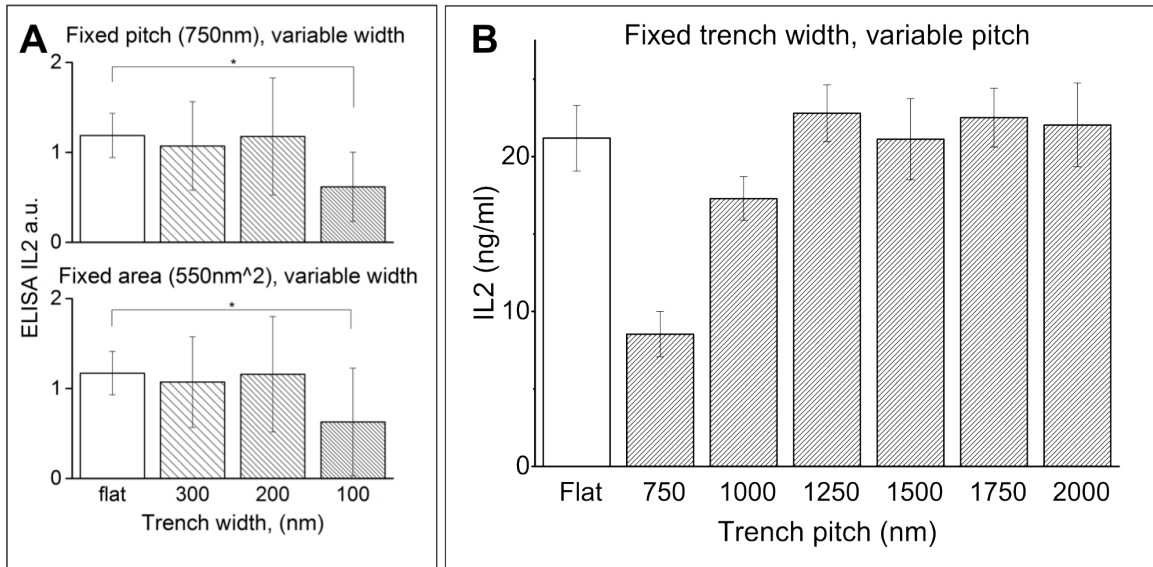 A
Fixed pitch (750nm), variable width
*
2
1
0
Fixed area (550nm^2), variable width
*
2
1
0
ELISA IL2 a.u.
flat 300 200 100
Trench width, (nm)
B
Fixed trench width, variable pitch
IL2 (ng/ml)
20
10
0
Flat 750 1000 1250 1500 1750 2000
Trench pitch (nm)